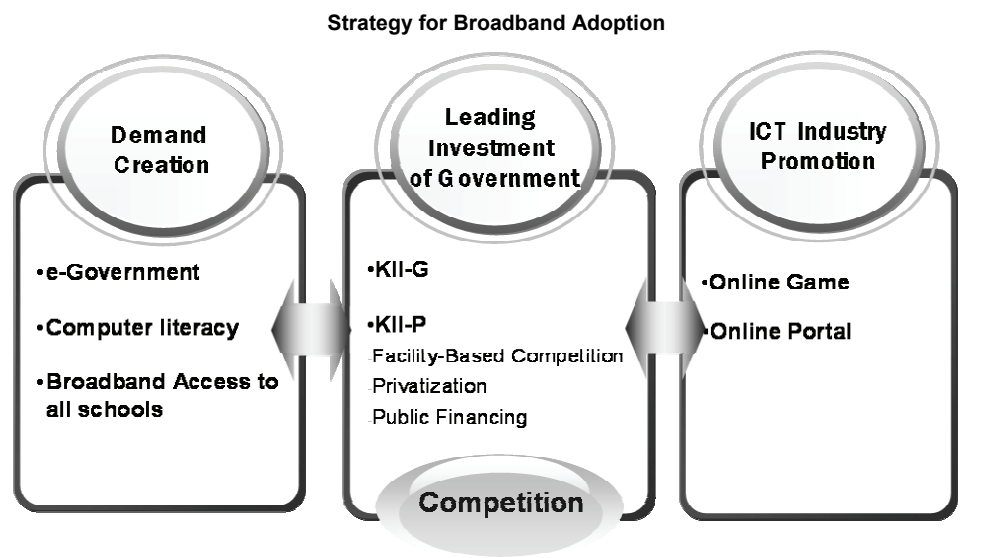 Strategy for Broadband Adoption
Demand
Creation
•e-Government
•Computer literacy
•Broadband Access to
all schools
Leading
Investment
of Government
•KII-G
•KII-P
-Facility-Based Competition
-Privatization
-Public Financing
Competition
ICT Industry
Promotion
•Online Game
•Online Portal